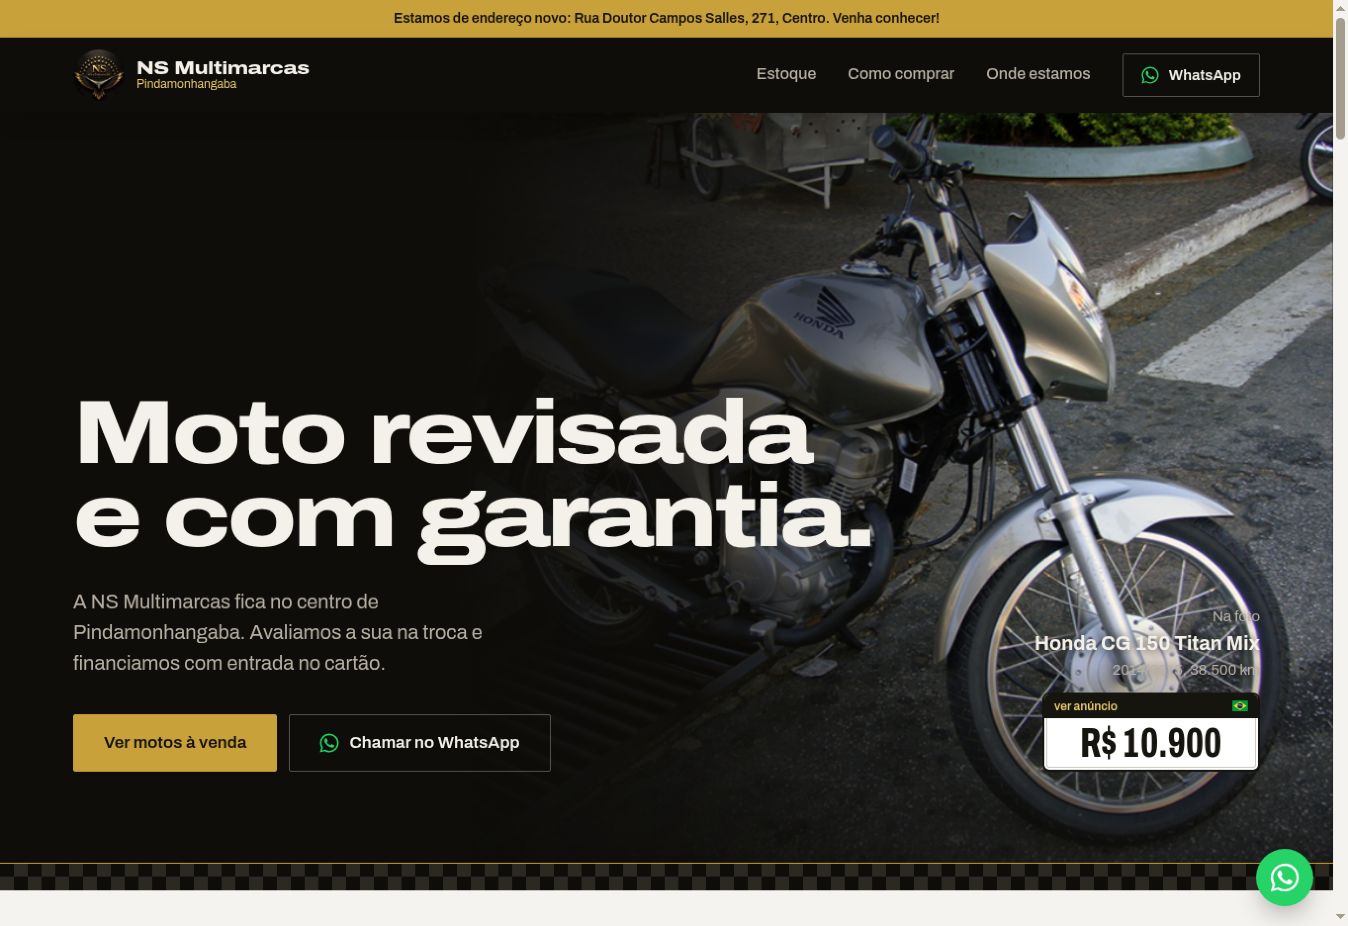 Estamos de endereço novo: Rua Doutor Campos Salles, 271, Centro. Venha conhecer!
NS Multimarcas
Pindamonhangaba
Estoque
Como comprar
Onde estamos
WhatsApp
HONDA
Moto revisada
e com garantia.
A NS Multimarcas fica no centro de
Pindamonhangaba. Avaliamos a sua na troca e
financiamos com entrada no cartão.
Ver motos à venda
Chamar no WhatsApp
Na foto
Honda CG 150 Titan Mix
38.500 km
ver anúncio
R$ 10.900